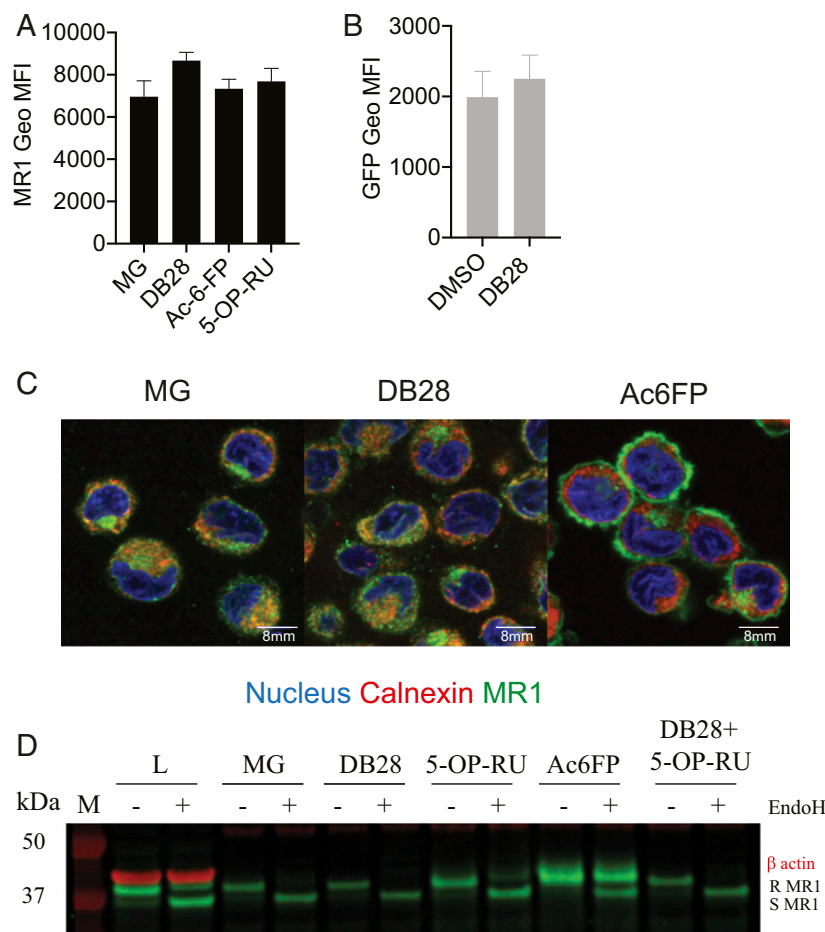 A
MR1 Geo MFI
10000
8000
6000
4000
2000
0
MG
DB28
Ac-6-FP
5-OP-RU
B
GFP Geo MFI
3000
2000
1000
0
DMSO
DB28
C
MG DB28 Ac6FP
8mm 8mm 8mm
Nucleus Calnexin MR1
D
L MG DB28 5-OP-RU Ac6FP DB28+
5-OP-RU
kDa M - + - + - + - + - + - + EndoH
50
β actin
R MR1
37
S MR1